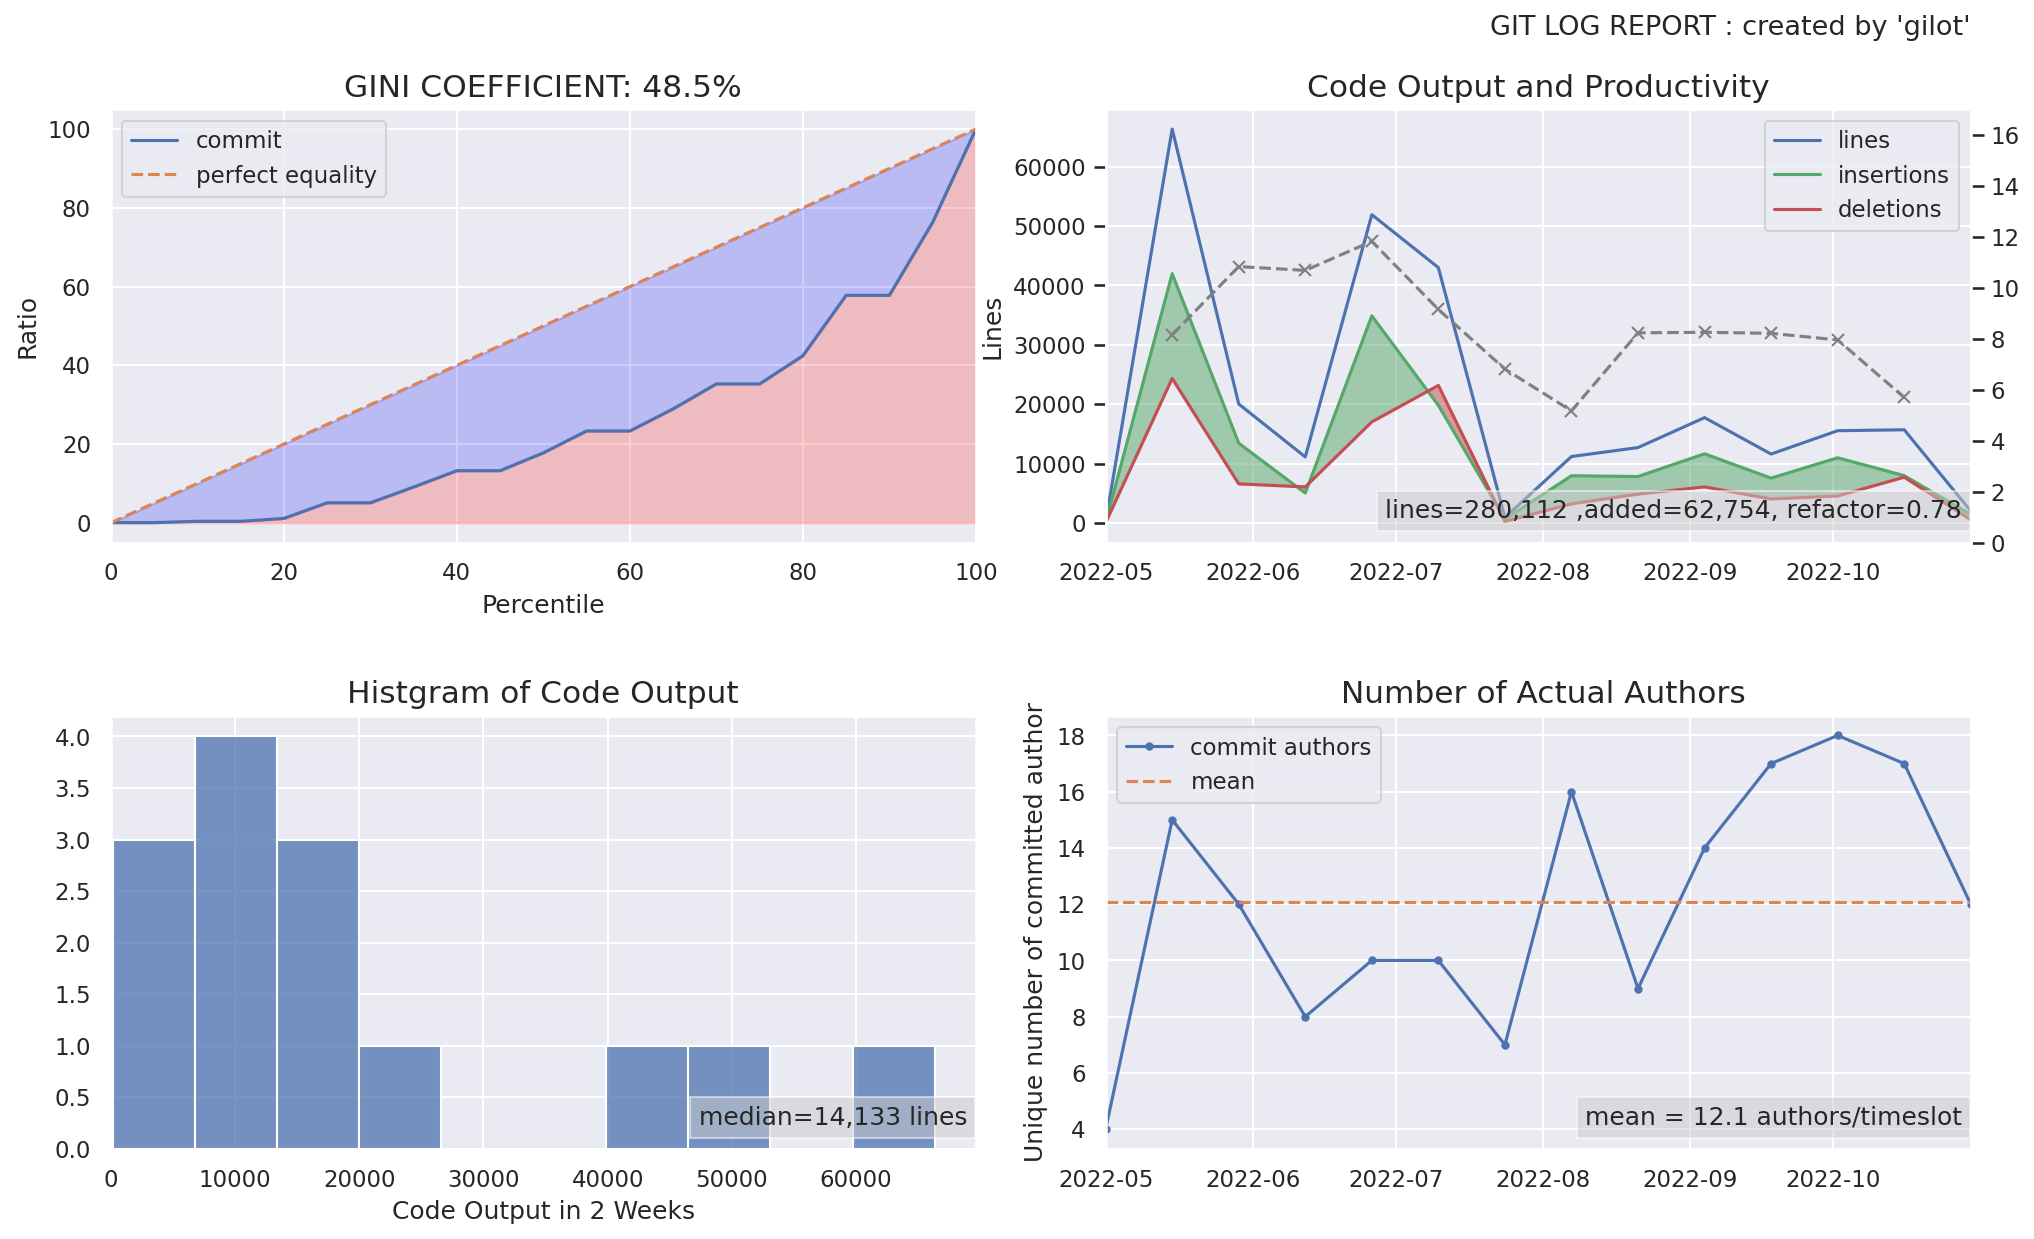 GIT LOG REPORT : created by 'gilot'
GINI COEFFICIENT: 48.5%
100
80
60
40
20
0
Ratio
commit
perfect equality
0 20 40 60 80 100
Percentile
Code Output and Productivity
60000
50000
40000
30000
20000
10000
0
Lines
lines
insertions
deletions
16
14
12
10
8
6
4
2
0
lines=280,112 ,added=62,754, refactor=0.78
2022-05 2022-06 2022-07 2022-08 2022-09 2022-10
Histgram of Code Output
4.0
3.5
3.0
2.5
2.0
1.5
1.0
0.5
0.0
median=14,133 lines
0 10000 20000 30000 40000 50000 60000
Code Output in 2 Weeks
Number of Actual Authors
Unique number of committed author
18
16
14
12
10
8
6
4
commit authors
mean
mean = 12.1 authors/timeslot
2022-05 2022-06 2022-07 2022-08 2022-09 2022-10